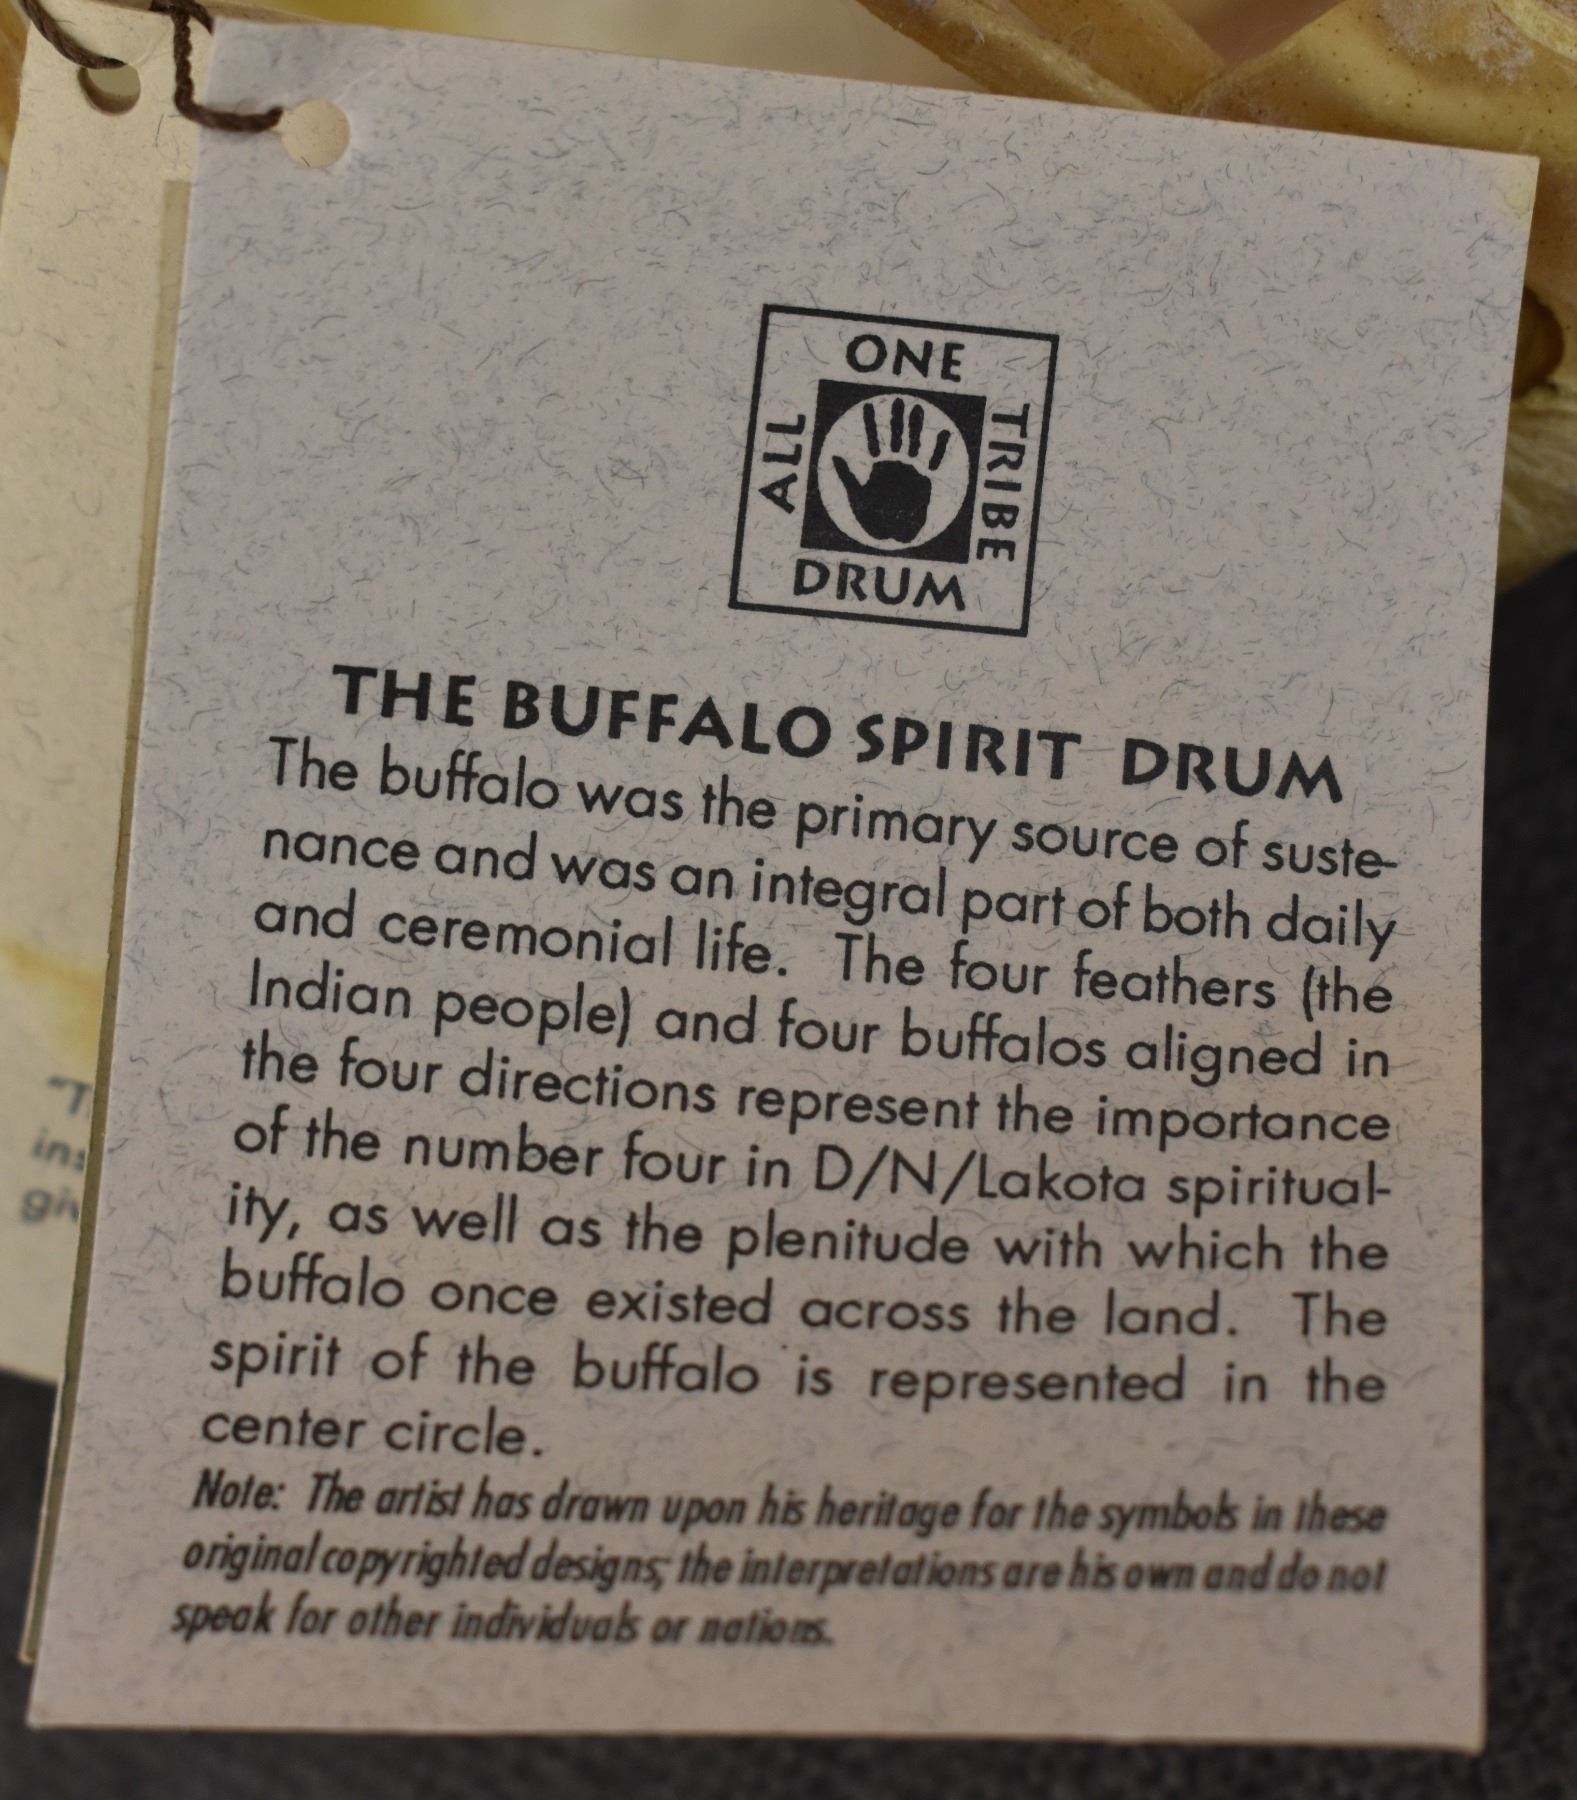 ALL
ONE
TRIBE
DRUM
THE BUFFALO SPIRIT DRUM
The buffalo was the primary source of suste-
nance and was an integral part of both daily
and ceremonial life. The four feathers (the
Indian people) and four buffalos aligned in
the four directions represent the importance
of the number four in D/N/Lakota spiritual-
ity, as well as the plenitude with which the
buffalo once existed across the land. The
spirit of the buffalo is represented in the
center circle.
Note: The artist has drawn upon his heritage for the symbols in these
original copyrighted designs; the interpretations are his own and do not
speak for other individuals or nations.